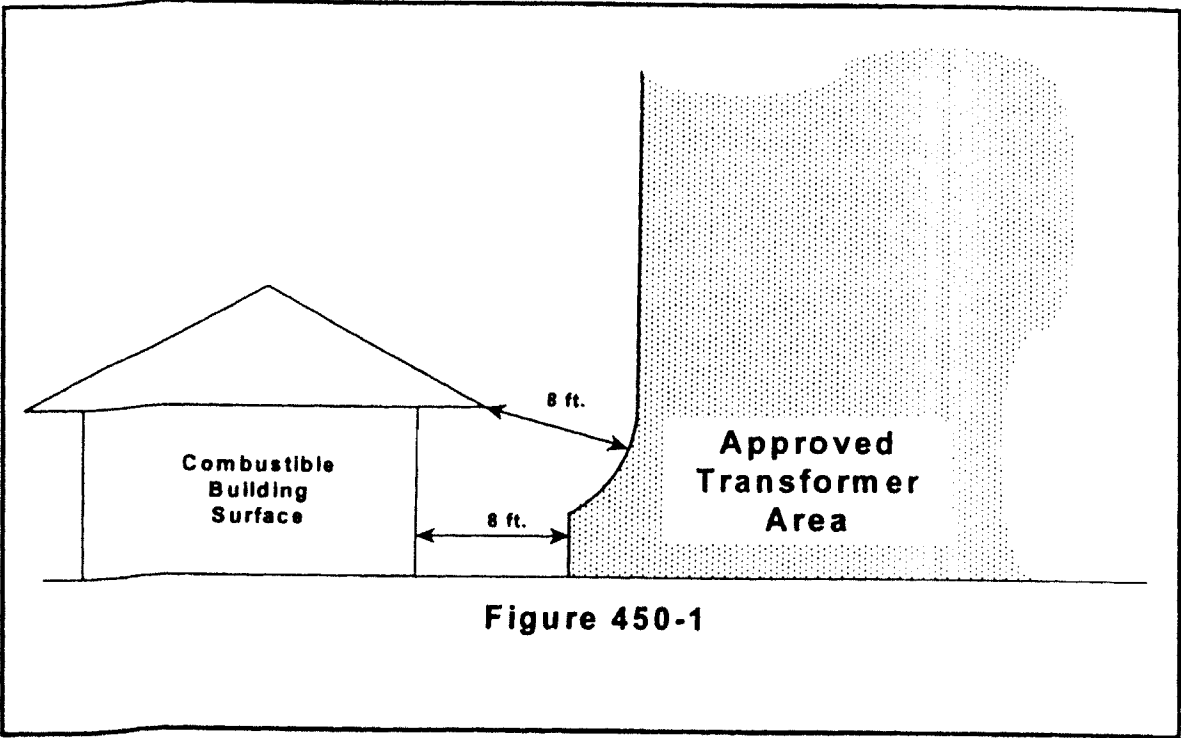 8 ft.
Combustible
Building
Surface
8 ft.
Approved
Transformer
Area
Figure 450-1